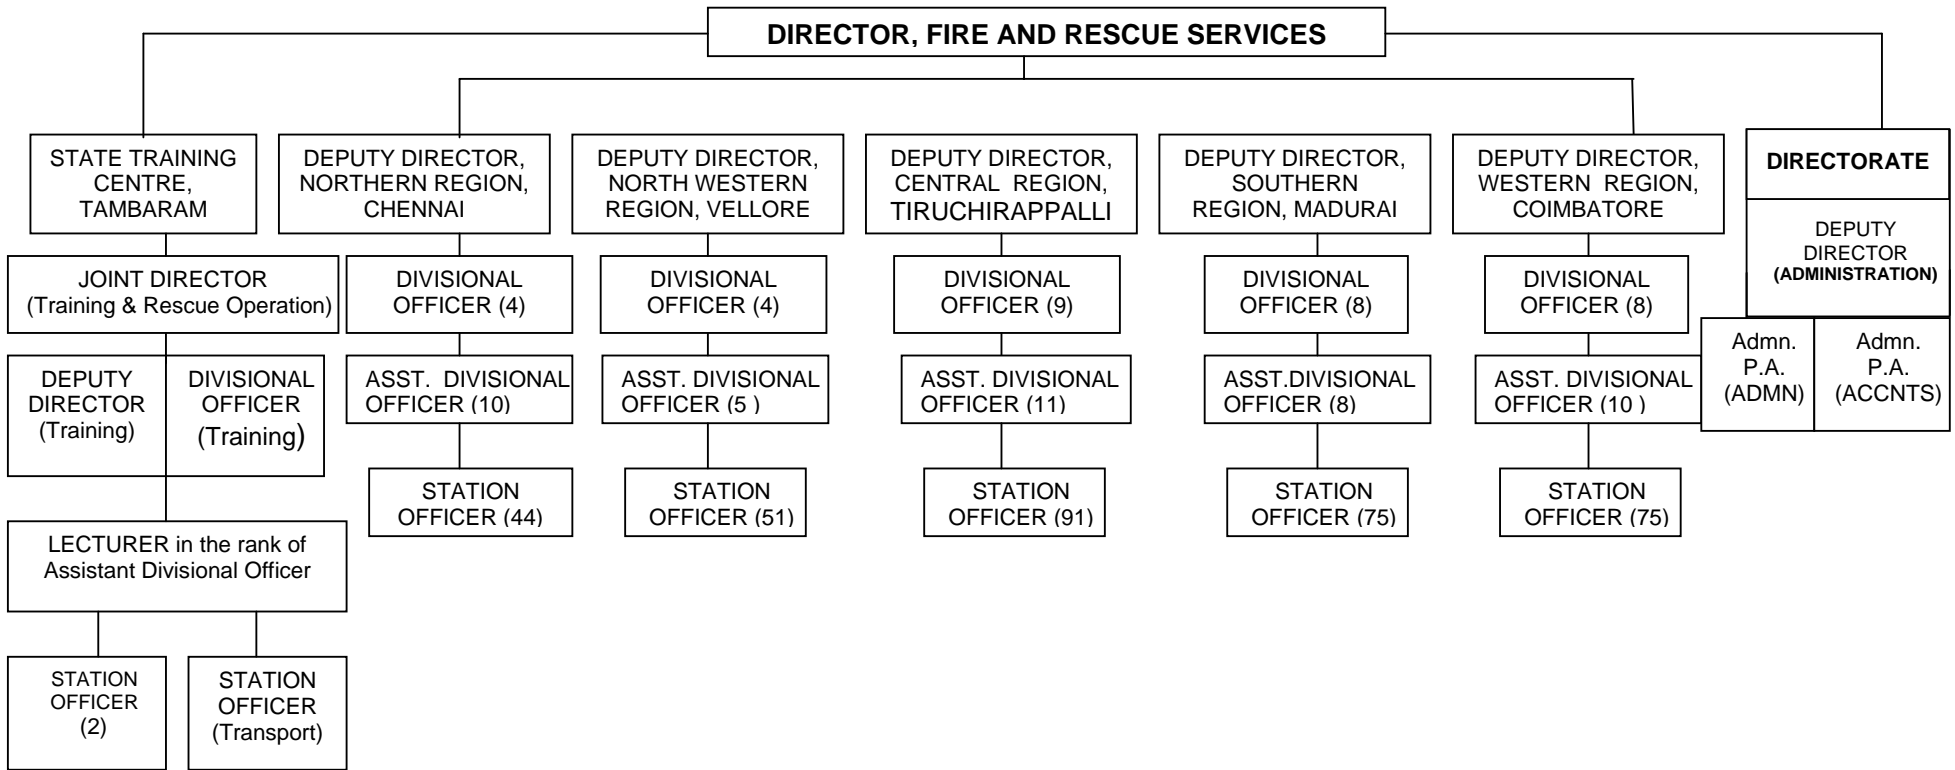 DIRECTOR, FIRE AND RESCUE SERVICES
STATE TRAINING
CENTRE,
TAMBARAM
DEPUTY DIRECTOR,
NORTHERN REGION,
CHENNAI
DEPUTY DIRECTOR,
NORTH WESTERN
REGION, VELLORE
DEPUTY DIRECTOR,
CENTRAL REGION,
TIRUCHIRAPPALLI
DEPUTY DIRECTOR,
SOUTHERN
REGION, MADURAI
DEPUTY DIRECTOR,
WESTERN REGION,
COIMBATORE
DIRECTORATE
DEPUTY
DIRECTOR
(ADMINISTRATION)
JOINT DIRECTOR
(Training & Rescue Operation)
DIVISIONAL
OFFICER (4)
DIVISIONAL
OFFICER (4)
DIVISIONAL
OFFICER (9)
DIVISIONAL
OFFICER (8)
DIVISIONAL
OFFICER (8)
Admn.
P.A.
(ADMN)
Admn.
P.A.
(ACCNTS)
DEPUTY
DIRECTOR
(Training)
DIVISIONAL
OFFICER
(Training)
ASST. DIVISIONAL
OFFICER (10)
ASST. DIVISIONAL
OFFICER (5 )
ASST. DIVISIONAL
OFFICER (11)
ASST.DIVISIONAL
OFFICER (8)
ASST. DIVISIONAL
OFFICER (10 )
STATION
OFFICER (44)
STATION
OFFICER (51)
STATION
OFFICER (91)
STATION
OFFICER (75)
STATION
OFFICER (75)
LECTURER in the rank of
Assistant Divisional Officer
STATION
OFFICER
(2)
STATION
OFFICER
(Transport)